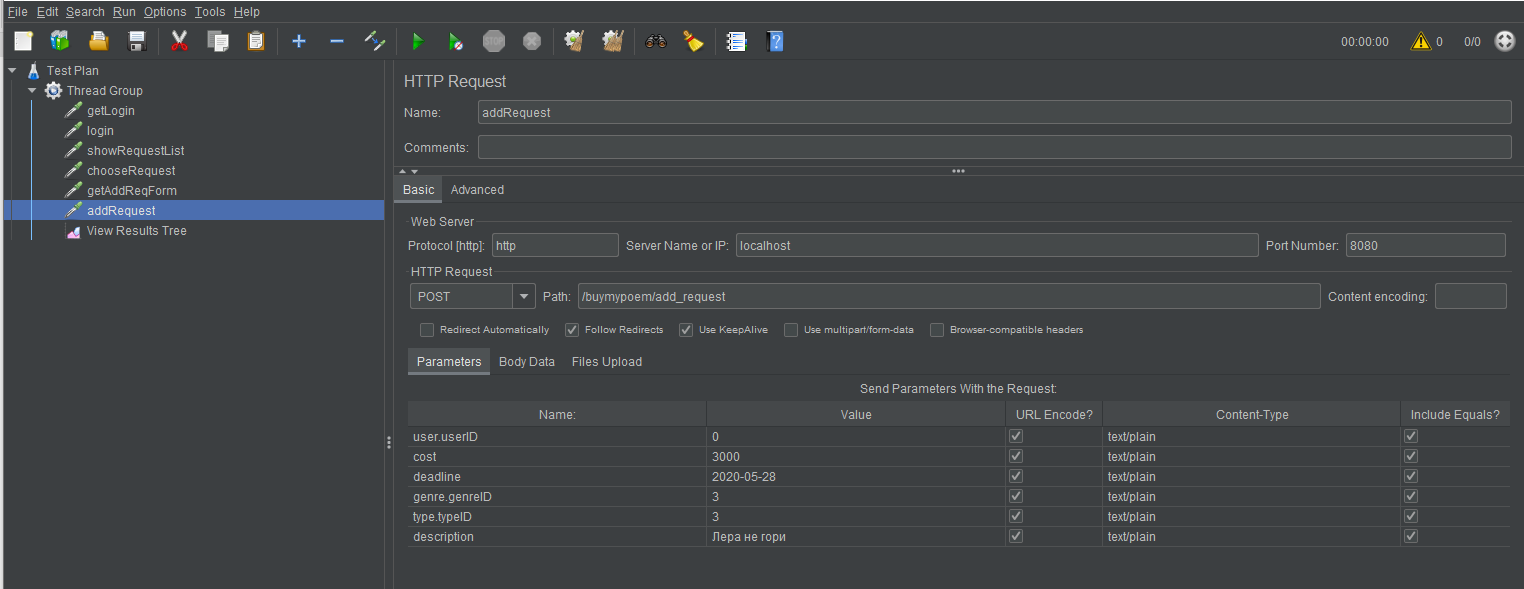 File Edit Search Run Options Tools Help
STOP 00:00:00 0 0/0
Test Plan
Thread Group
getLogin
login
showRequestList
chooseRequest
getAddReqForm
addRequest
View Results Tree
HTTP Request
Name: addRequest
Comments:
Basic Advanced
Web Server
Protocol [http]: http Server Name or IP: localhost Port Number: 8080
HTTP Request
POST Path: /buymypoem/add_request Content encoding:
Redirect Automatically Follow Redirects Use KeepAlive Use multipart/form-data Browser-compatible headers
Parameters Body Data Files Upload
Send Parameters With the Request:
Name: Value URL Encode? Content-Type Include Equals?
user.userID 0 text/plain
cost 3000 text/plain
deadline 2020-05-28 text/plain
genre.genreID 3 text/plain
type.typeID 3 text/plain
description Лера не гори text/plain